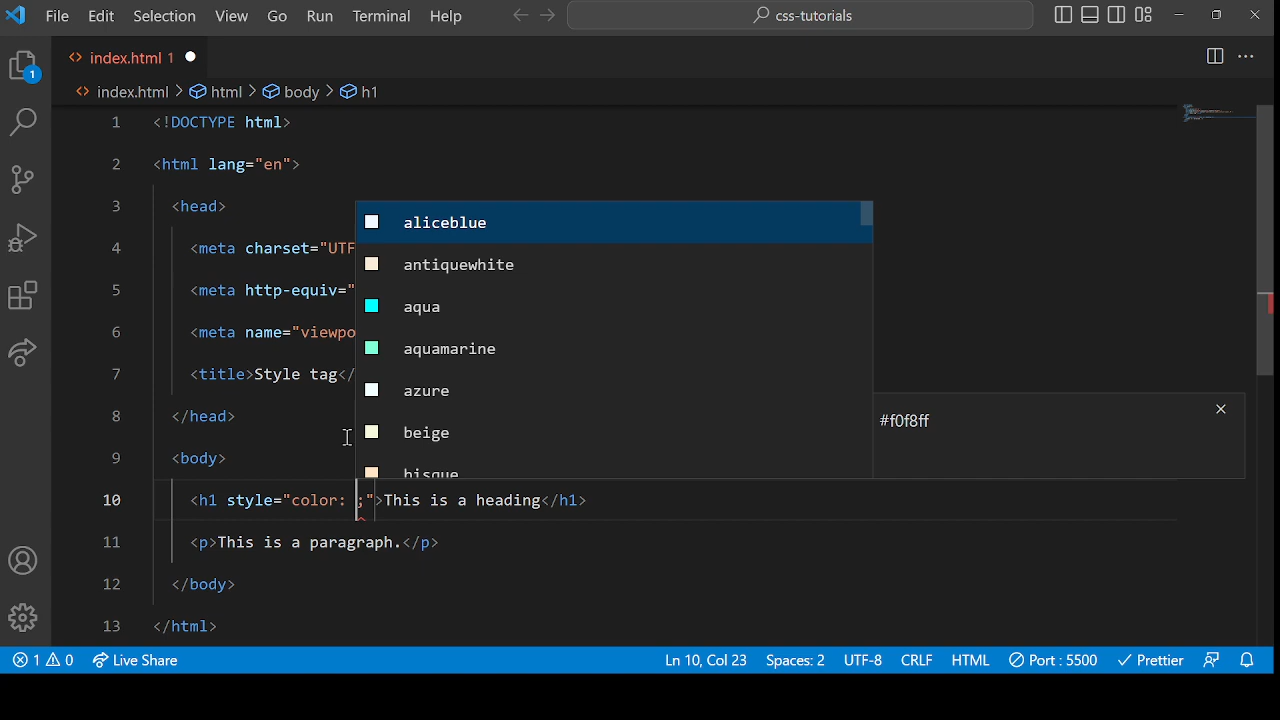 File Edit Selection View Go Run Terminal Help css-tutorials
index.html 1
index.html > html > body > h1
1 <!DOCTYPE html>
2 <html lang="en">
3 <head>
4 <meta charset="UTF
5 <meta http-equiv="
6 <meta name="viewpo
7 <title>Style tag</
8 </head>
9 <body>
10 <h1 style="color: ;">This is a heading</h1>
11 <p>This is a paragraph.</p>
12 </body>
13 </html>
aliceblue
antiquewhite
aqua
aquamarine
azure
beige
bisque
#f0f8ff
1
1 0 Live Share Ln 10, Col 23 Spaces: 2 UTF-8 CRLF HTML Port : 5500 Prettier